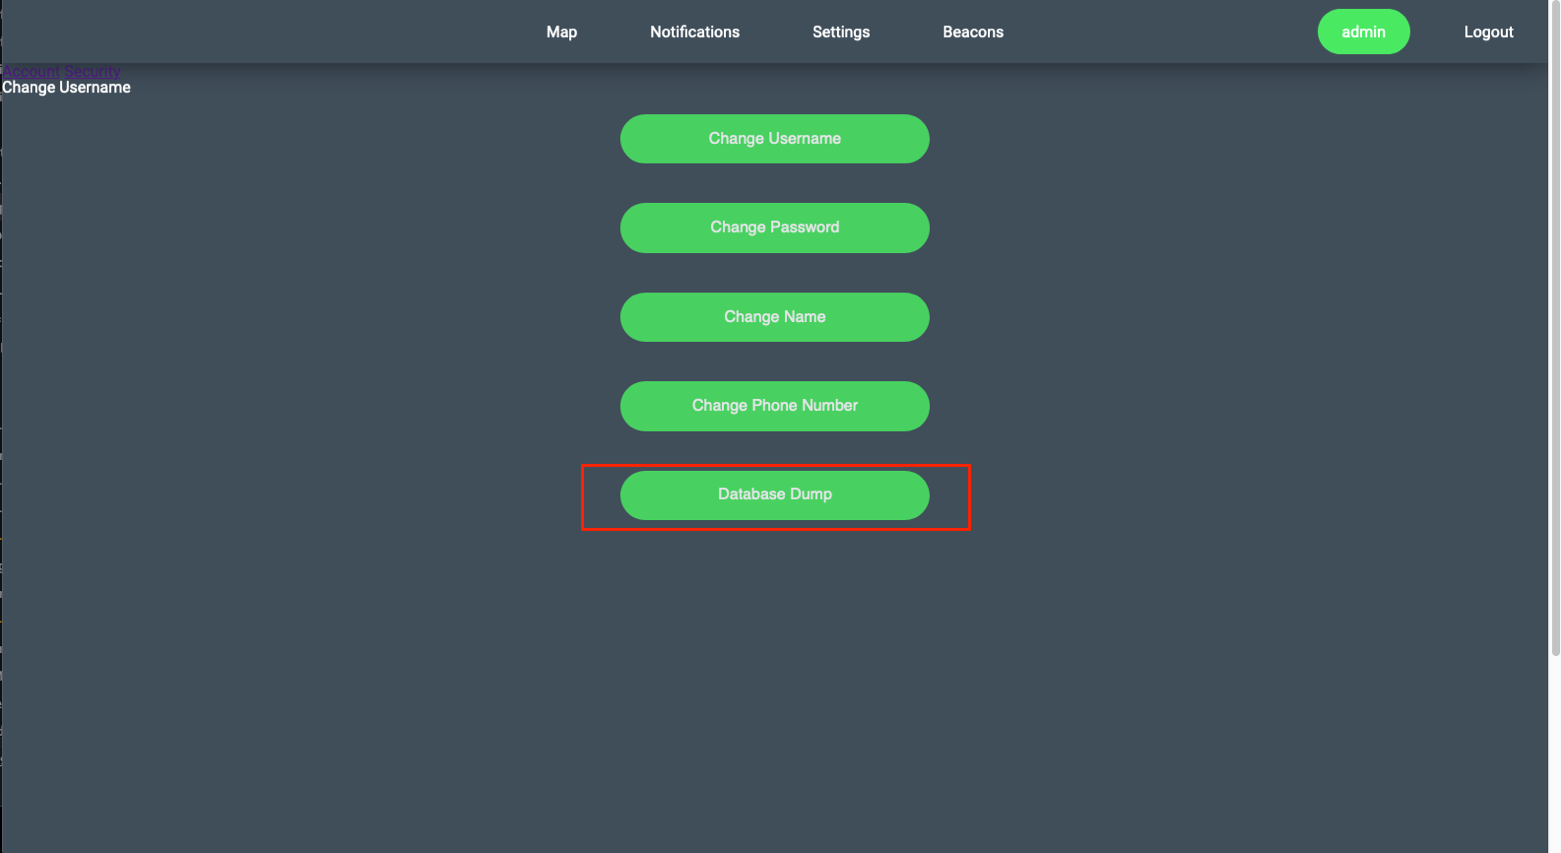 Map Notifications Settings Beacons admin Logout
Account Security
Change Username
Change Username
Change Password
Change Name
Change Phone Number
Database Dump